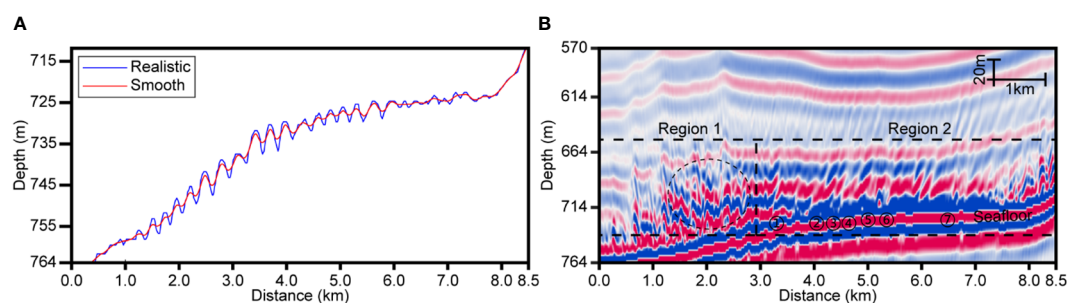 A
Realistic
Smooth
715
725
735
745
755
764
Depth (m)
0.0 1.0 2.0 3.0 4.0 5.0 6.0 7.0 8.0 8.5
Distance (km)
B
570
614
664
714
764
Depth (m)
20m
1km
Region 1
Region 2
① ② ③ ④ ⑤ ⑥ ⑦ Seafloor
0.0 1.0 2.0 3.0 4.0 5.0 6.0 7.0 8.0 8.5
Distance (km)